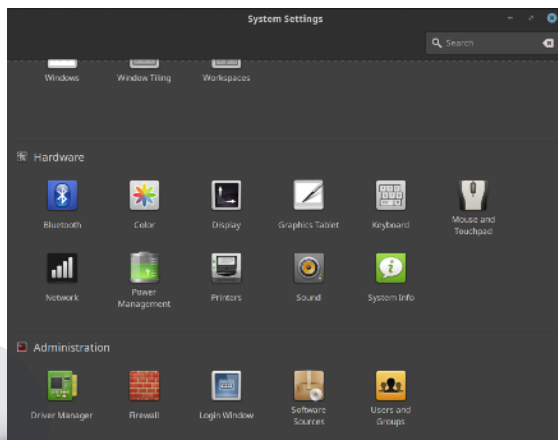 System Settings
Search
Windows
Window Tiling
Workspaces
Hardware
Bluetooth
Color
Display
Graphics Tablet
Keyboard
Mouse and
Touchpad
Network
Power
Management
Printers
Sound
System Info
Administration
Driver Manager
Firewall
Login Window
Software
Sources
Users and
Groups